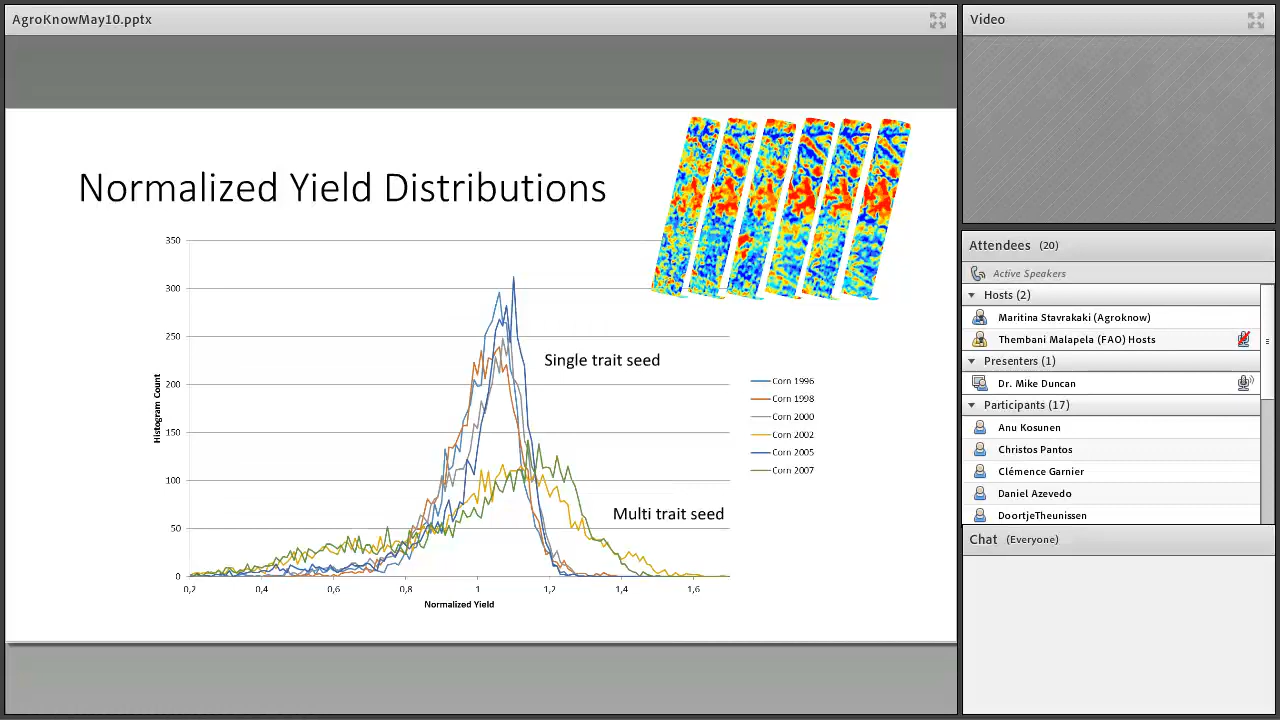 AgroKnowMay10.pptx
Normalized Yield Distributions
350
300
250
200
150
100
50
0
Histogram Count
0,2
0,4
0,6
0,8
1
1,2
1,4
1,6
Normalized Yield
Single trait seed
Multi trait seed
Corn 1996
Corn 1998
Corn 2000
Corn 2002
Corn 2005
Corn 2007
Video
Attendees (20)
Active Speakers
Hosts (2)
Maritina Stavrakaki (Agroknow)
Thembani Malapela (FAO) Hosts
Presenters (1)
Dr. Mike Duncan
Participants (17)
Anu Kosunen
Christos Pantos
Clémence Garnier
Daniel Azevedo
DoortjeTheunissen
Chat (Everyone)